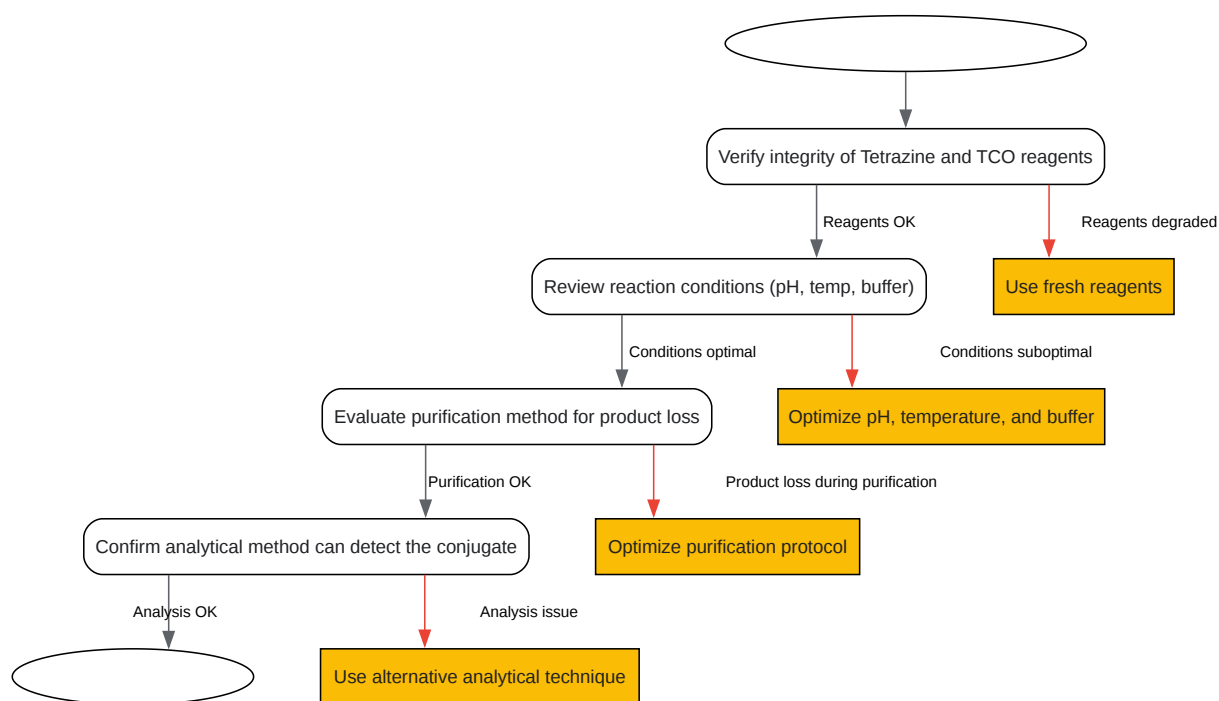 Verify integrity of Tetrazine and TCO reagents
Reagents OK
Reagents degraded
Review reaction conditions (pH, temp, buffer)
Use fresh reagents
Conditions optimal
Conditions suboptimal
Evaluate purification method for product loss
Optimize pH, temperature, and buffer
Purification OK
Product loss during purification
Confirm analytical method can detect the conjugate
Optimize purification protocol
Analysis OK
Analysis issue
Use alternative analytical technique